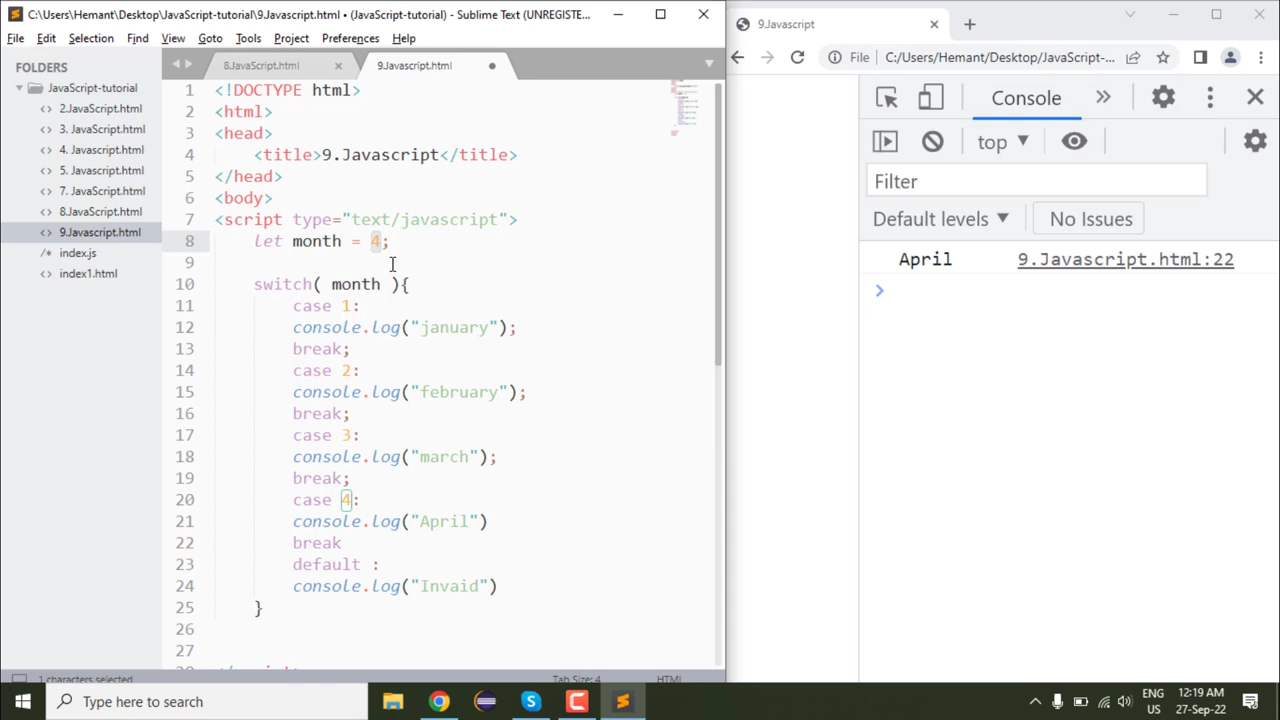 C:\Users\Hemant\Desktop\JavaScript-tutorial\9.Javascript.html • (JavaScript-tutorial) - Sublime Text (UNREGISTE...
File Edit Selection Find View Goto Tools Project Preferences Help
FOLDERS
JavaScript-tutorial
2.JavaScript.html
3. JavaScript.html
4. Javascript.html
5. Javascript.html
7. JavaScript.html
8.JavaScript.html
9.Javascript.html
index.js
index1.html
8.JavaScript.html
9.Javascript.html
1 <!DOCTYPE html>
2 <html>
3 <head>
4 <title>9.Javascript</title>
5 </head>
6 <body>
7 <script type="text/javascript">
8 let month = 4;
9
10 switch( month ){
11 case 1:
12 console.log("january");
13 break;
14 case 2:
15 console.log("february");
16 break;
17 case 3:
18 console.log("march");
19 break;
20 case 4:
21 console.log("April")
22 break
23 default :
24 console.log("Invaid")
25 }
26
27
1 characters selected Tab Size: 4 HTML
9.Javascript
File C:/Users/Hemant/Desktop/JavaScript-...
Console
top
Filter
Default levels No Issues
April 9.Javascript.html:22
Type here to search
ENG
US
12:19 AM
27-Sep-22